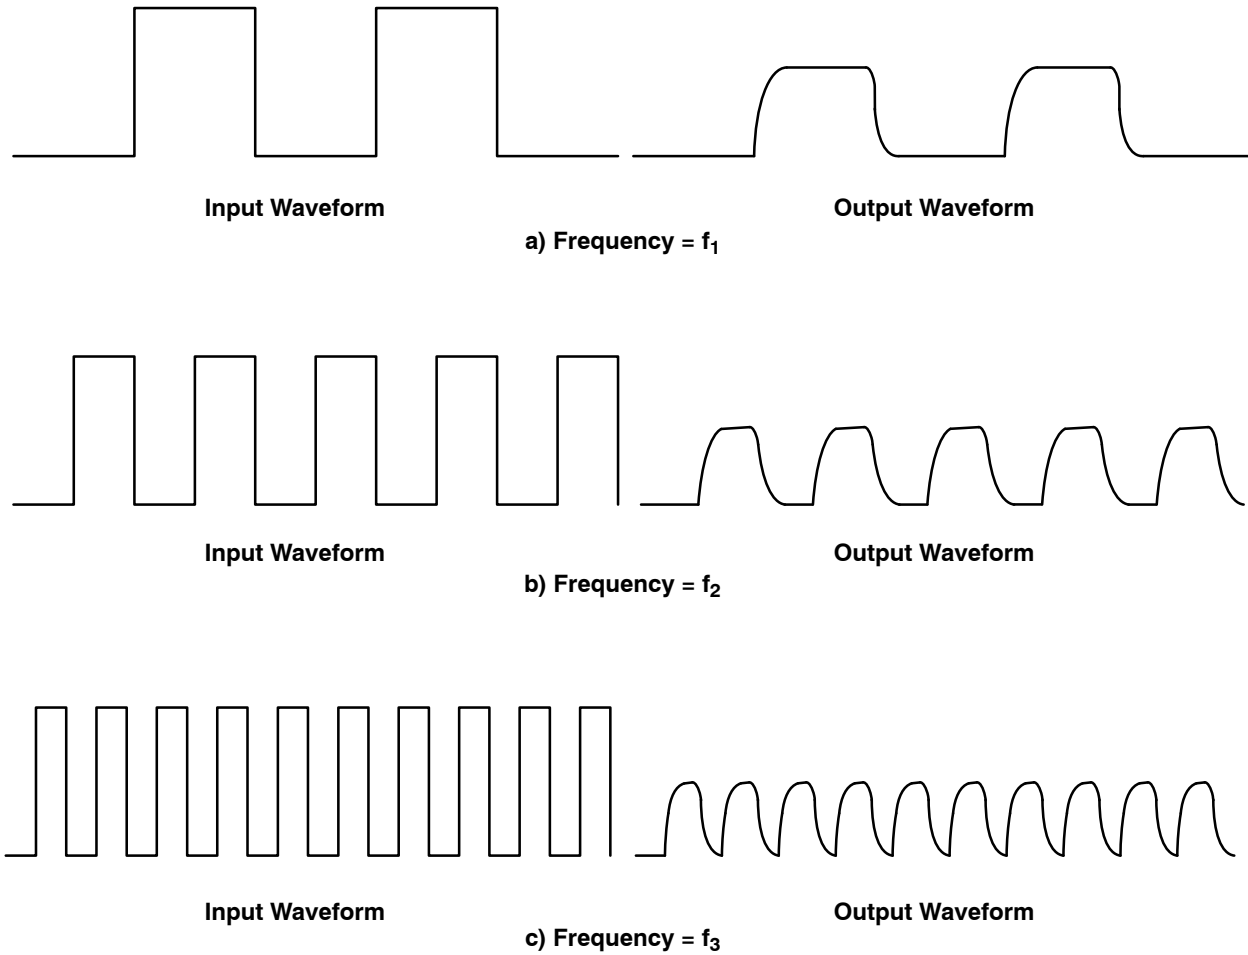 Input Waveform
Output Waveform
a) Frequency = f1
Input Waveform
Output Waveform
b) Frequency = f2
Input Waveform
Output Waveform
c) Frequency = f3